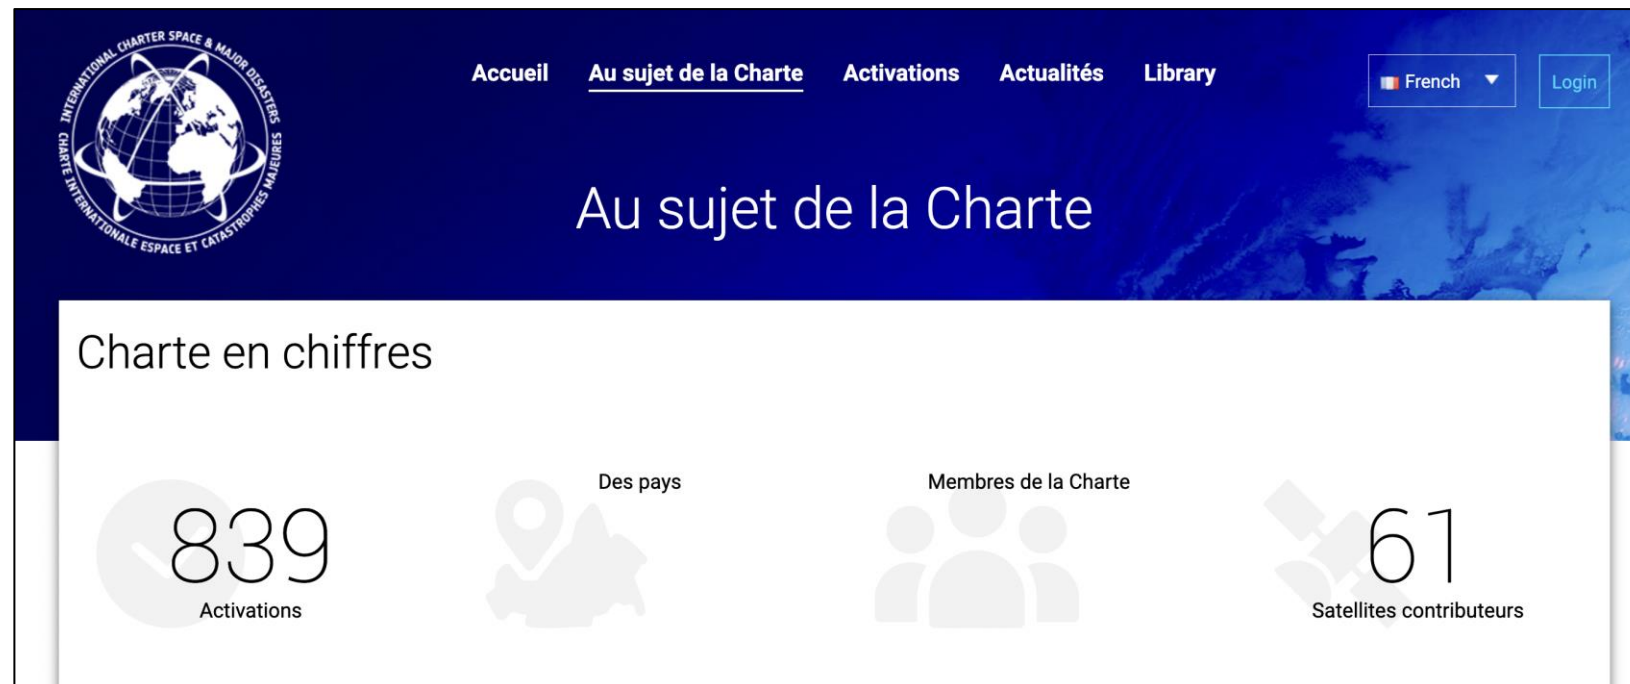 INTERNATIONAL CHARTER SPACE & MAJOR DISASTERS
CHARTE INTERNATIONALE ESPACE ET CATASTROPHES MAJEURES
Accueil Au sujet de la Charte Activations Actualités Library French Login
Au sujet de la Charte
Charte en chiffres
Des pays Membres de la Charte
839 61
Activations Satellites contributeurs